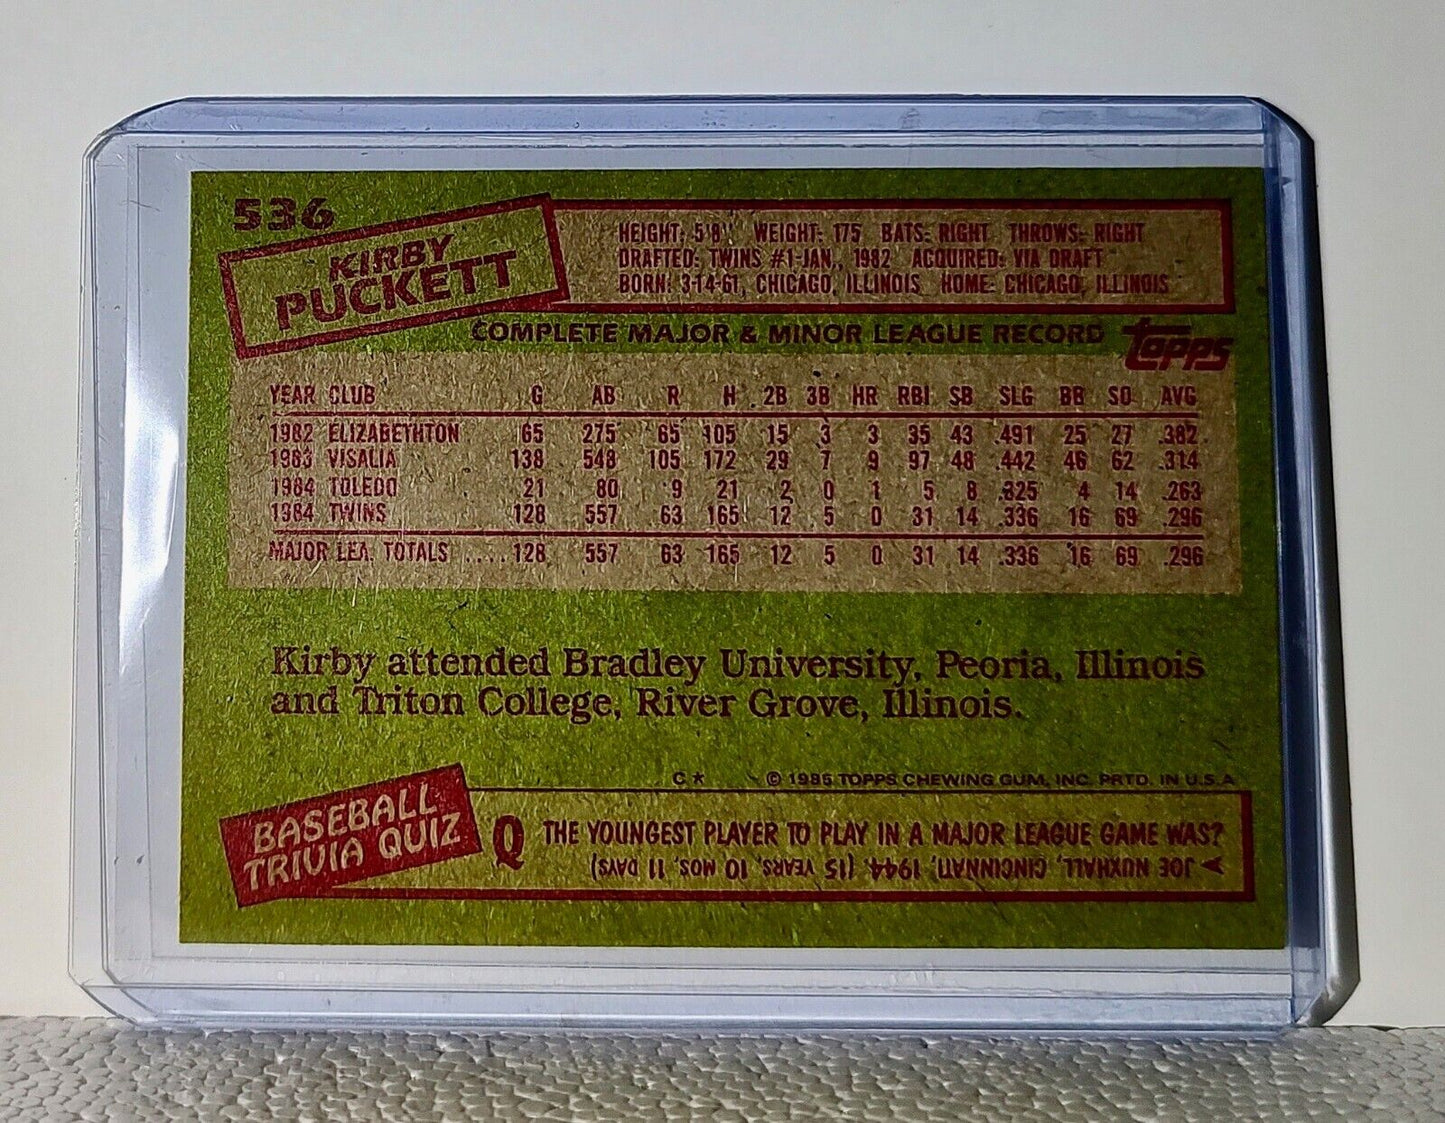 536
KIRBY
PUCKETT
HEIGHT: 5'8" WEIGHT: 175 BATS: RIGHT THROWS: RIGHT
DRAFTED: TWINS #1-JAN., 1982 ACQUIRED: VIA DRAFT
BORN: 3-14-61, CHICAGO, ILLINOIS HOME: CHICAGO, ILLINOIS
COMPLETE MAJOR & MINOR LEAGUE RECORD topps
YEAR CLUB G AB R H 2B 3B HR RBI SB SLG BB SO AVG
1982 ELIZABETHTON 65 275 65 105 15 3 3 35 43 .491 25 27 .382
1983 VISALIA 138 548 105 172 29 7 9 97 48 .442 46 62 .314
1984 TOLEDO 21 80 9 21 2 0 1 5 8 .325 4 14 .263
1984 TWINS 128 557 63 165 12 5 0 31 14 .336 16 69 .296
MAJOR LEA. TOTALS ..... 128 557 63 165 12 5 0 31 14 .336 16 69 .296
Kirby attended Bradley University, Peoria, Illinois
and Triton College, River Grove, Illinois.
C* © 1985 TOPPS CHEWING GUM, INC. PRTD. IN U.S.A
BASEBALL
TRIVIA QUIZ
Q THE YOUNGEST PLAYER TO PLAY IN A MAJOR LEAGUE GAME WAS?
A JOE NUXHALL, CINCINNATI, 1944, (15 YEARS, 10 MOS, 11 DAYS)